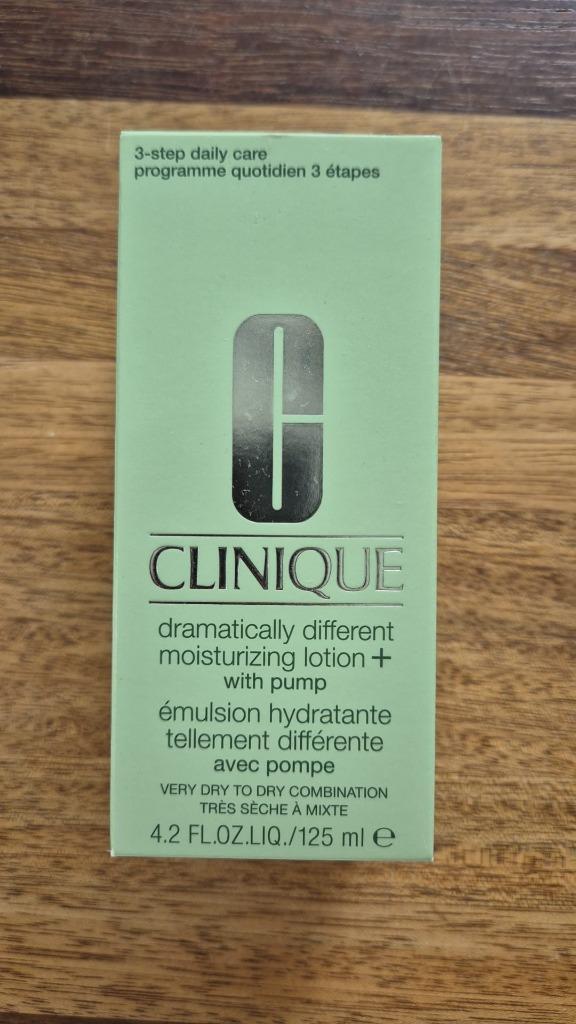 3-step daily care
programme quotidien 3 étapes
C
CLINIQUE
dramatically different
moisturizing lotion +
with pump
émulsion hydratante
tellement différente
avec pompe
VERY DRY TO DRY COMBINATION
TRÈS SÈCHE À MIXTE
4.2 FL.OZ.LIQ./125 ml ℮